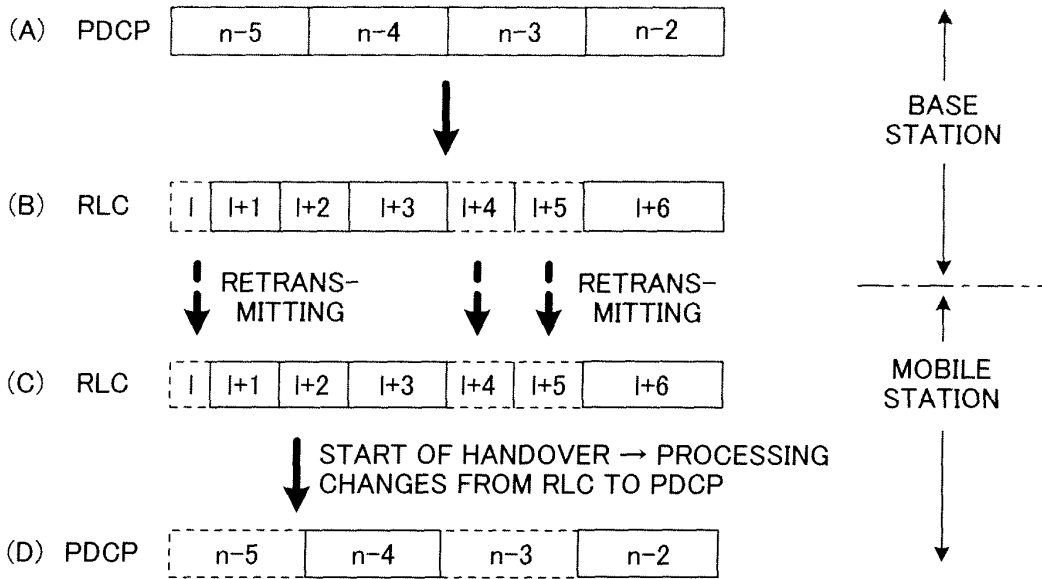 (A) PDCP n-5 n-4 n-3 n-2
BASE
STATION
(B) RLC l l+1 l+2 l+3 l+4 l+5 l+6
RETRANS-
MITTING
RETRANS-
MITTING
(C) RLC l l+1 l+2 l+3 l+4 l+5 l+6
MOBILE
STATION
START OF HANDOVER → PROCESSING
CHANGES FROM RLC TO PDCP
(D) PDCP n-5 n-4 n-3 n-2